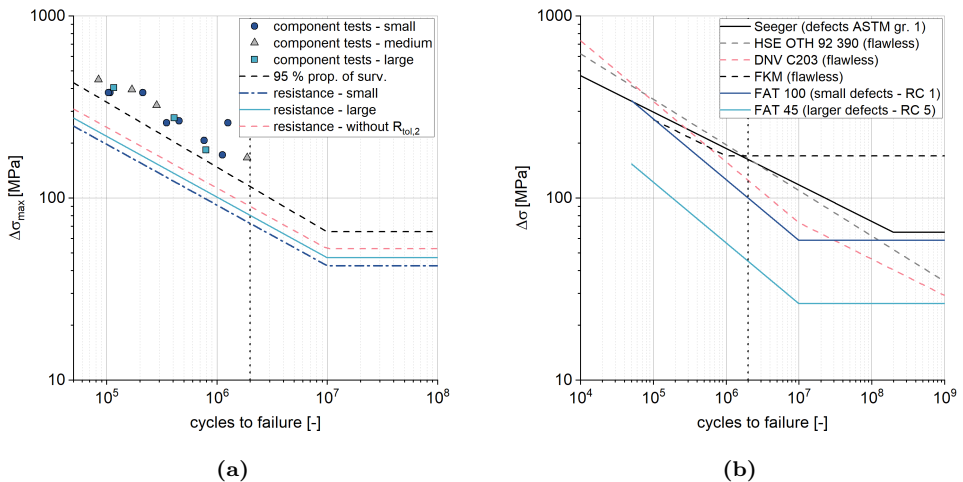 1000
100
10
Δσmax [MPa]
10^5
10^6
10^7
10^8
cycles to failure [-]
component tests - small
component tests - medium
component tests - large
95 % prop. of surv.
resistance - small
resistance - large
resistance - without Rtol,2
(a)
1000
100
10
Δσ [MPa]
10^4
10^5
10^6
10^7
10^8
10^9
cycles to failure [-]
Seeger (defects ASTM gr. 1)
HSE OTH 92 390 (flawless)
DNV C203 (flawless)
FKM (flawless)
FAT 100 (small defects - RC 1)
FAT 45 (larger defects - RC 5)
(b)